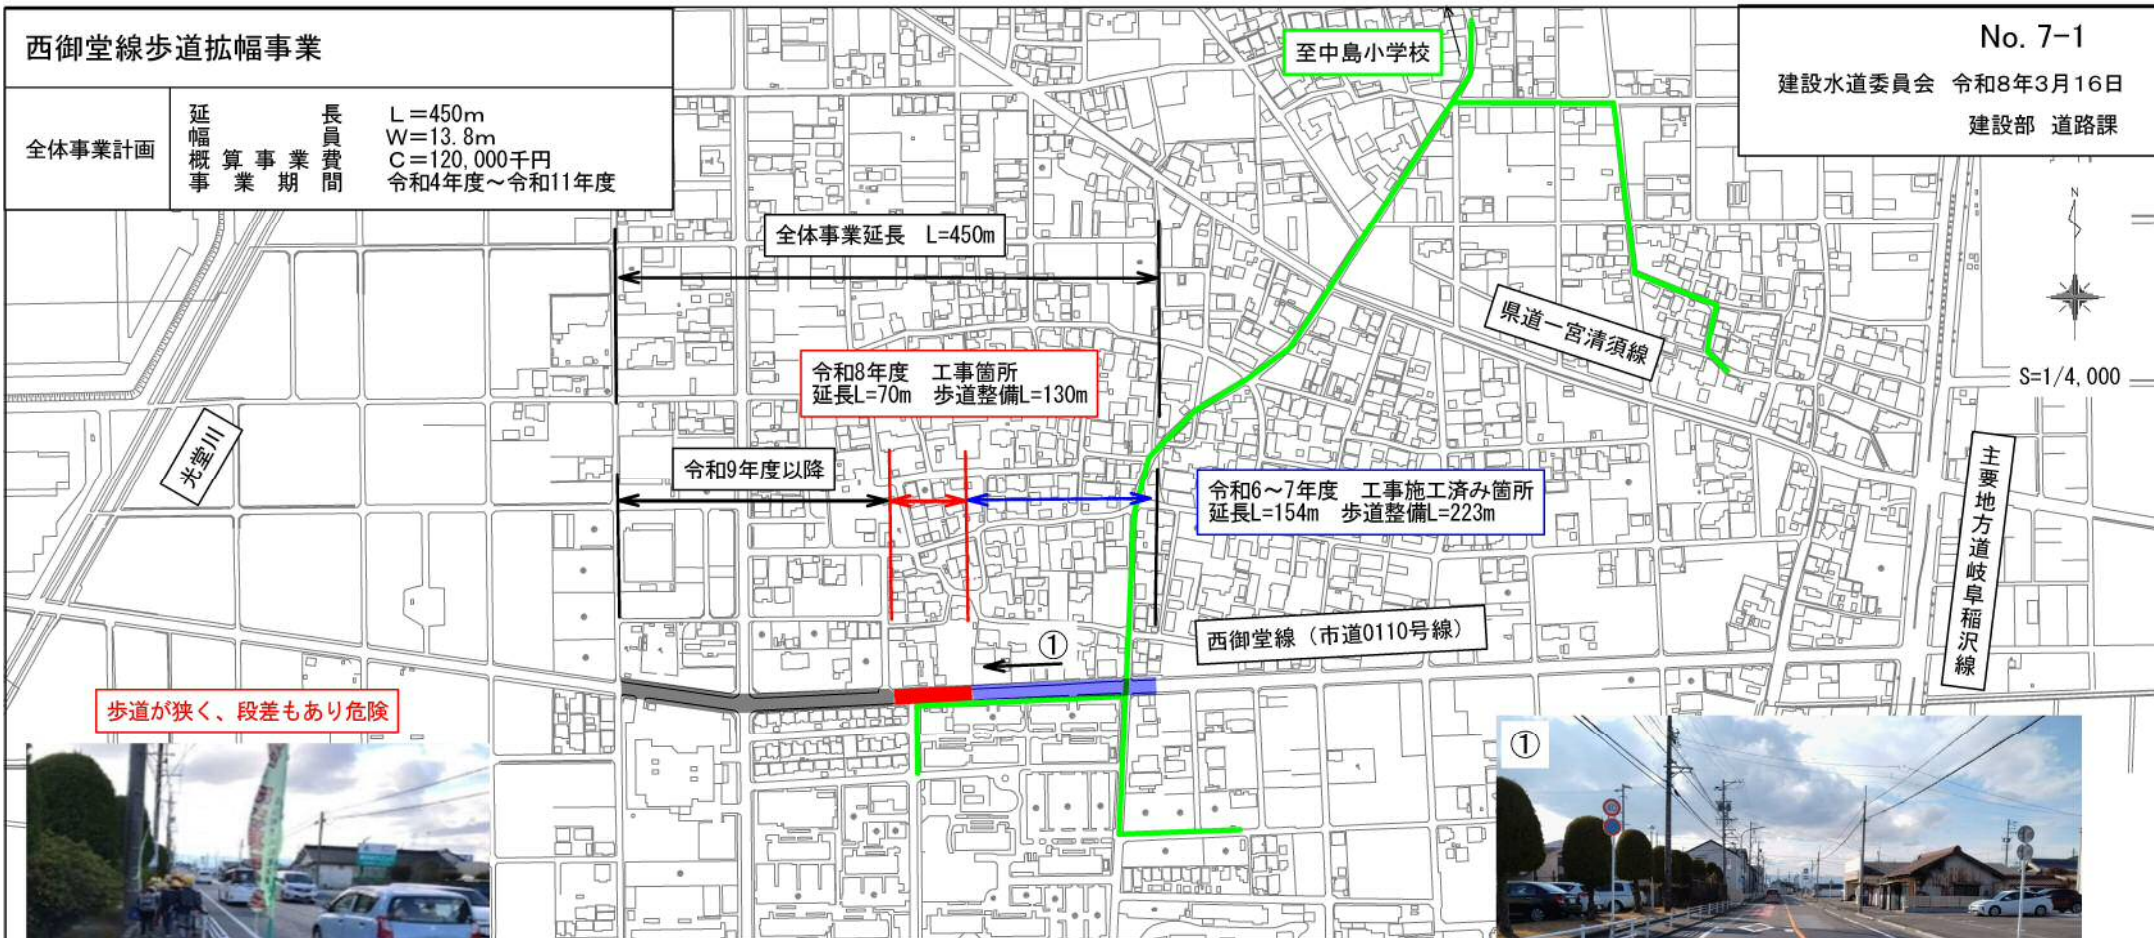 西御堂線歩道拡幅事業
全体事業計画
延長 L=450m
幅員 W=13.8m
概算事業費 C=120,000千円
事業期間 令和4年度～令和11年度
No. 7-1
建設水道委員会 令和8年3月16日
建設部 道路課
至中島小学校
N
S=1/4,000
全体事業延長 L=450m
県道一宮清須線
令和8年度 工事箇所
延長L=70m 歩道整備L=130m
光堂川
令和9年度以降
令和6～7年度 工事施工済み箇所
延長L=154m 歩道整備L=223m
主要地方道岐阜稲沢線
①
西御堂線（市道0110号線）
歩道が狭く、段差もあり危険
①